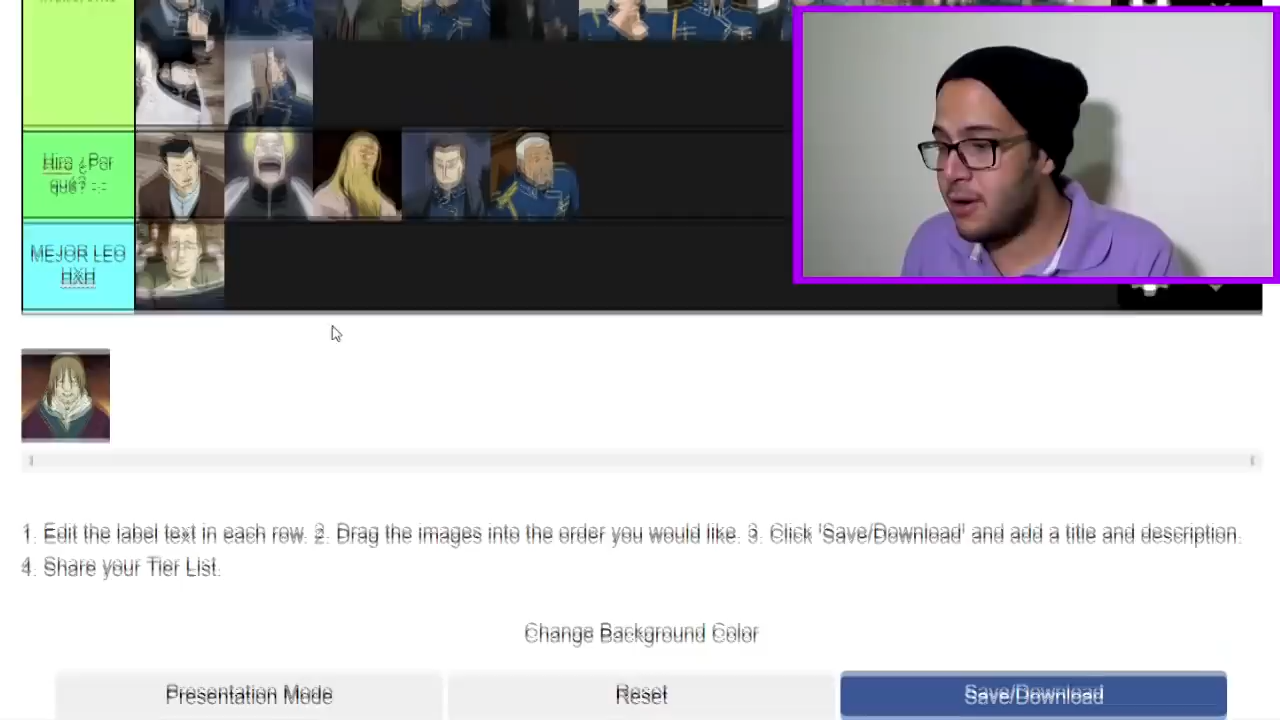 Hiro ¿Por
qué? -.-
MEJOR LEO
HXH
1. Edit the label text in each row. 2. Drag the images into the order you would like. 3. Click 'Save/Download' and add a title and description.
4. Share your Tier List.
Change Background Color
Presentation Mode
Reset
Save/Download